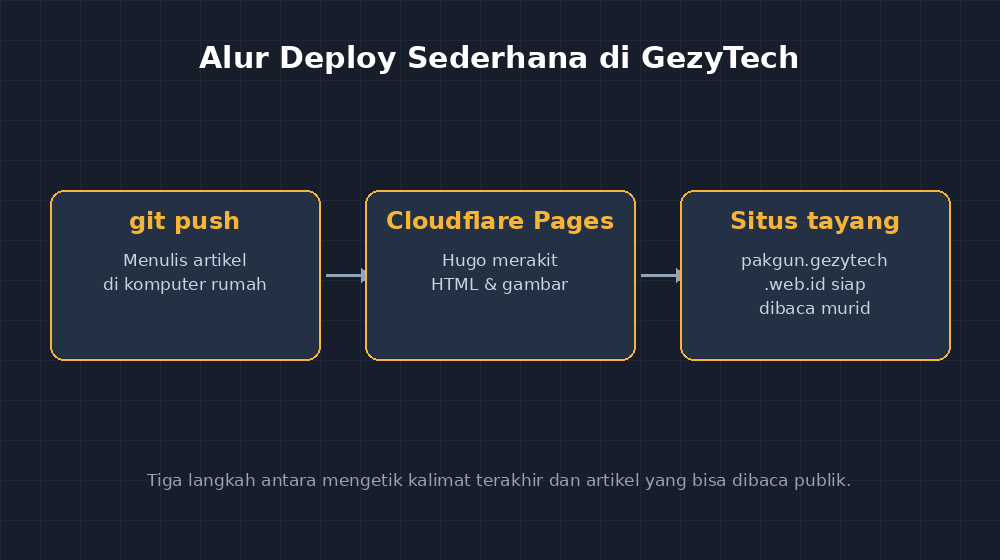 Alur Deploy Sederhana di GezyTech
git push
Menulis artikel
di komputer rumah
Cloudflare Pages
Hugo merakit
HTML & gambar
Situs tayang
pakgun.gezytech
.web.id siap
dibaca murid
Tiga langkah antara mengetik kalimat terakhir dan artikel yang bisa dibaca publik.